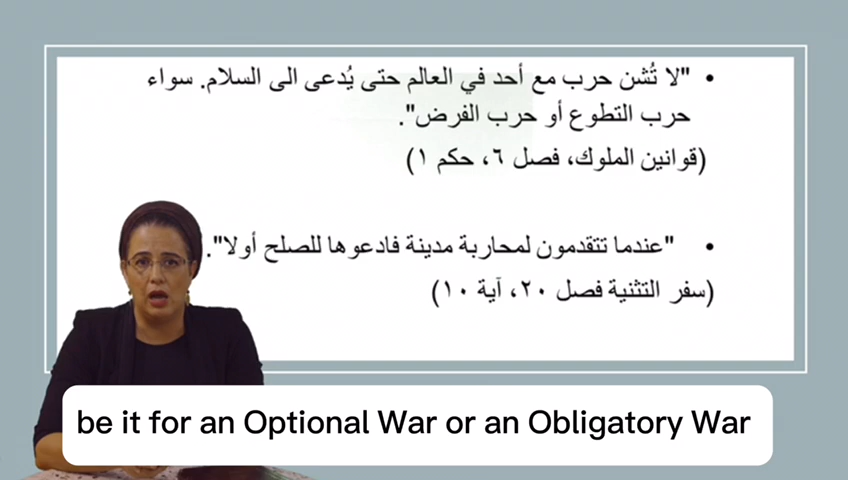 • "لا تُشن حرب مع أحد في العالم حتى يُدعى الى السلام. سواء
حرب التطوع أو حرب الفرض".
(قوانين الملوك، فصل ٦، حكم ١)
• "عندما تتقدمون لمحاربة مدينة فادعوها للصلح أولا".
(سفر التثنية فصل ٢٠، آية ١٠)
be it for an Optional War or an Obligatory War